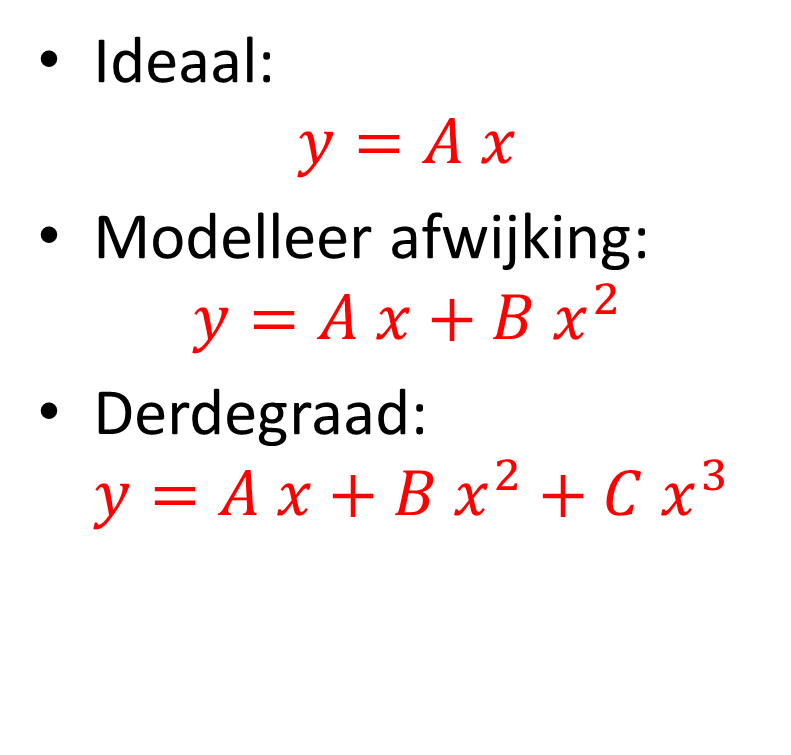 • Ideaal:
y = A x
• Modelleer afwijking:
y = A x + B x²
• Derdegraad:
y = A x + B x² + C x³